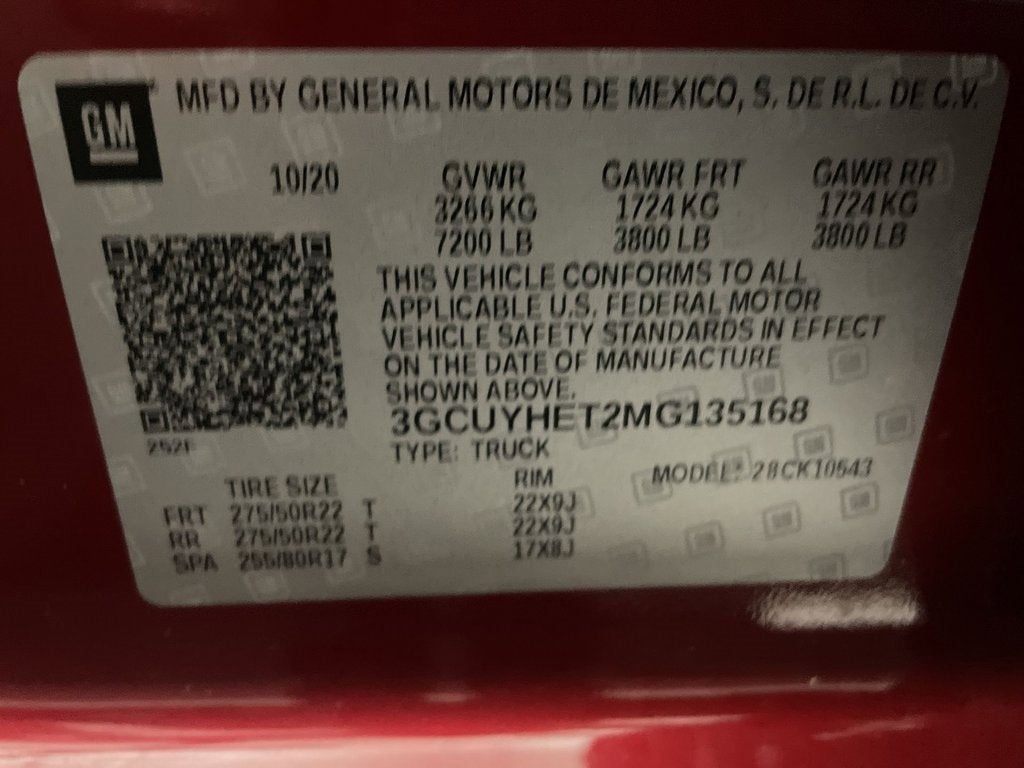 GM
MFD BY GENERAL MOTORS DE MEXICO, S. DE R.L. DE C.V.
10/20 GVWR GAWR FRT GAWR RR
3266 KG 1724 KG 1724 KG
7200 LB 3800 LB 3800 LB
THIS VEHICLE CONFORMS TO ALL
APPLICABLE U.S. FEDERAL MOTOR
VEHICLE SAFETY STANDARDS IN EFFECT
ON THE DATE OF MANUFACTURE
SHOWN ABOVE.
3GCUYHET2MG135168
252F TYPE: TRUCK
MODEL: 28CK10543
TIRE SIZE RIM
FRT 275/50R22 T 22X9J
RR 275/50R22 T 22X9J
SPA 255/80R17 S 17X8J